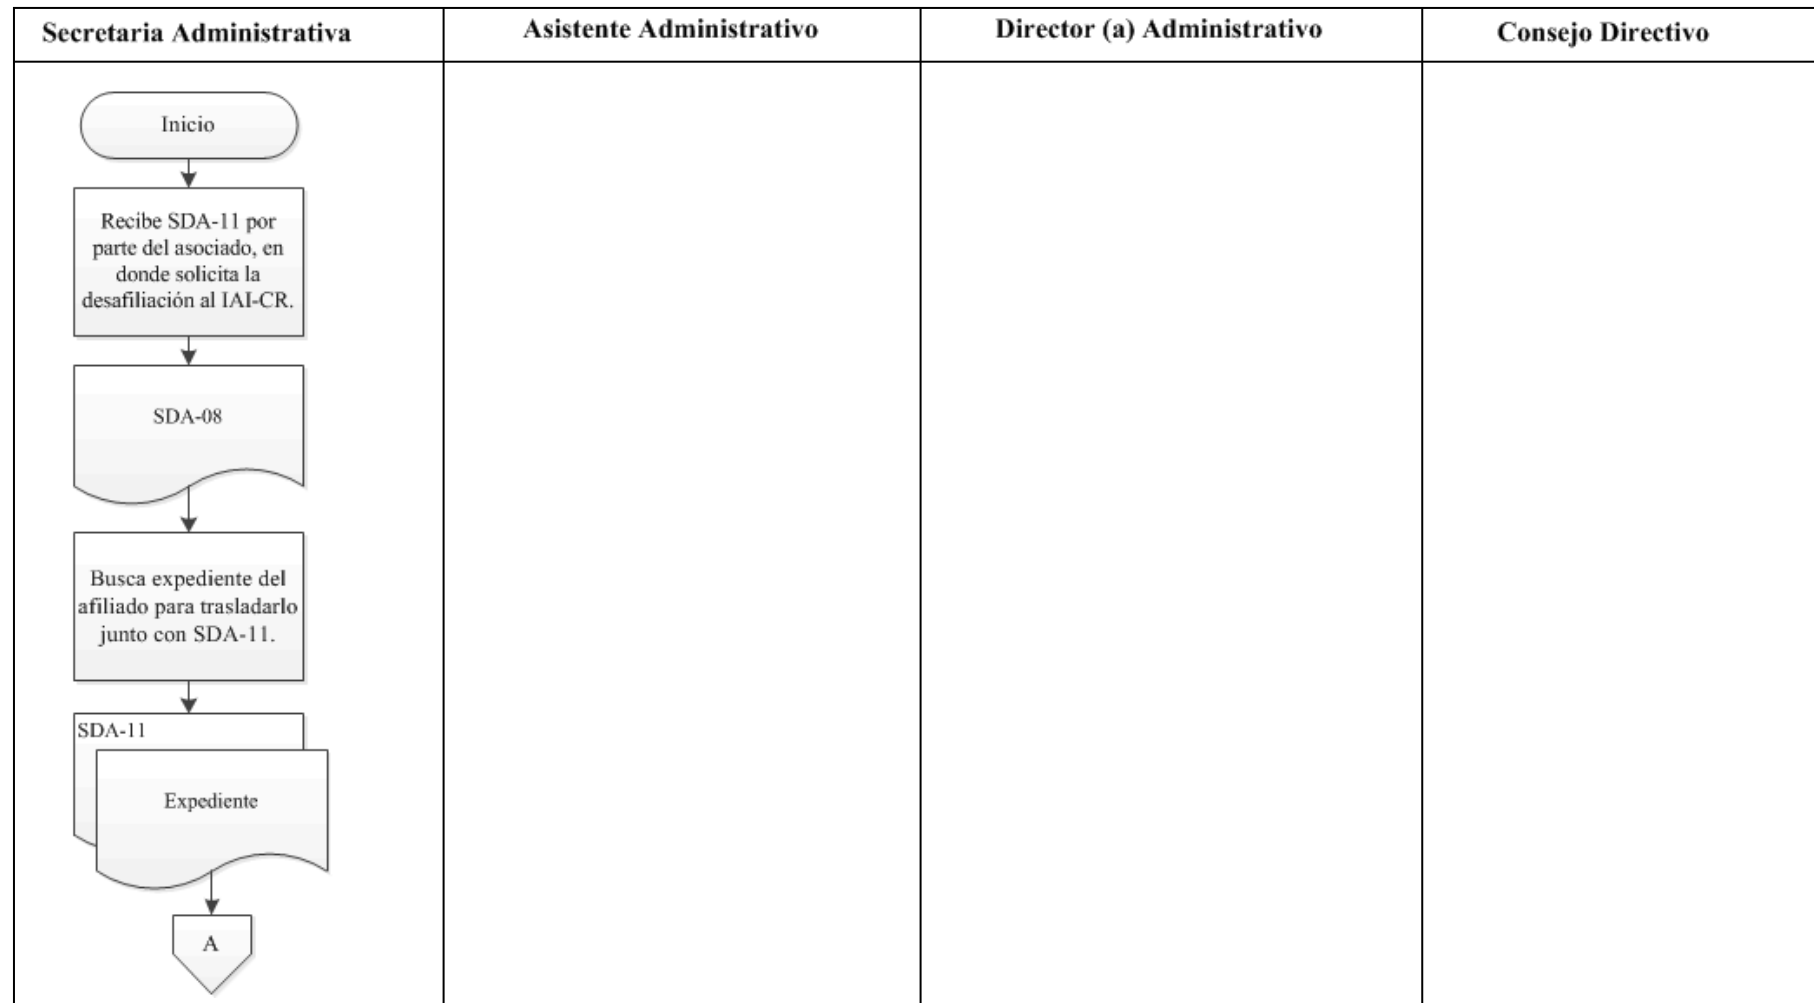 Secretaria Administrativa
Asistente Administrativo
Director (a) Administrativo
Consejo Directivo
Inicio
Recibe SDA-11 por
parte del asociado, en
donde solicita la
desafiliación al IAI-CR.
SDA-08
Busca expediente del
afiliado para trasladarlo
junto con SDA-11.
SDA-11
Expediente
A